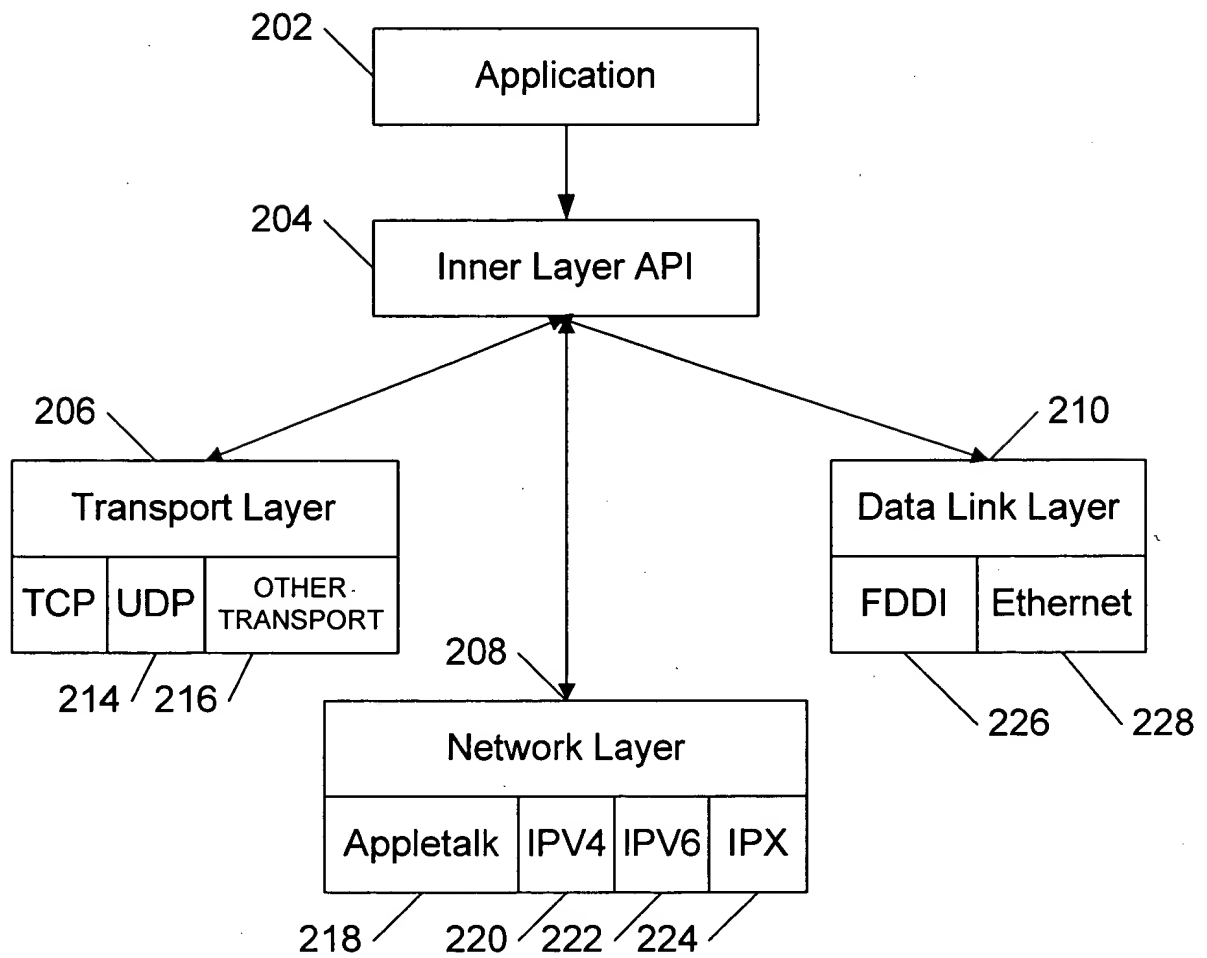 202
Application
204
Inner Layer API
206
210
Transport Layer
Data Link Layer
TCP
UDP
OTHER
TRANSPORT
FDDI
Ethernet
208
214
216
226
228
Network Layer
Appletalk
IPV4
IPV6
IPX
218
220
222
224